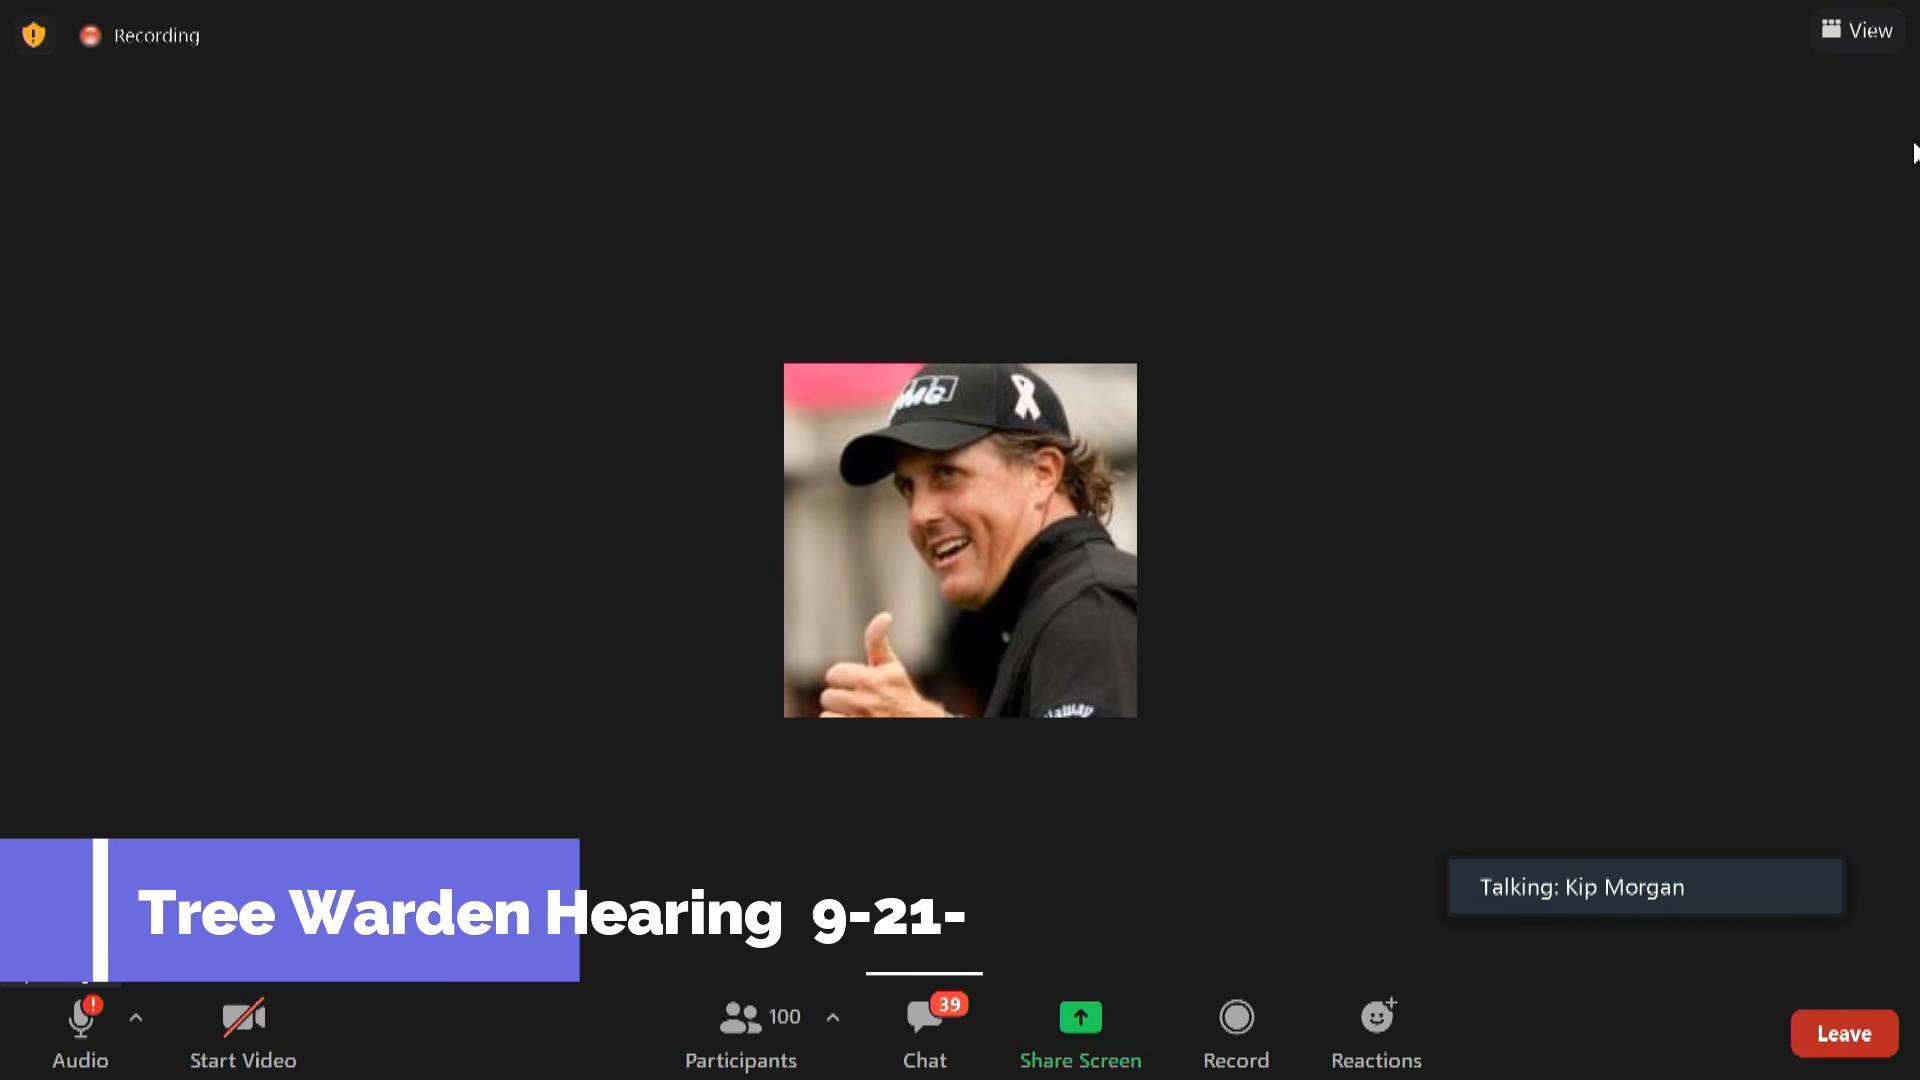 Recording
View
Talking: Kip Morgan
Tree Warden Hearing 9-21-
Audio
Start Video
100
Participants
39
Chat
Share Screen
Record
Reactions
Leave